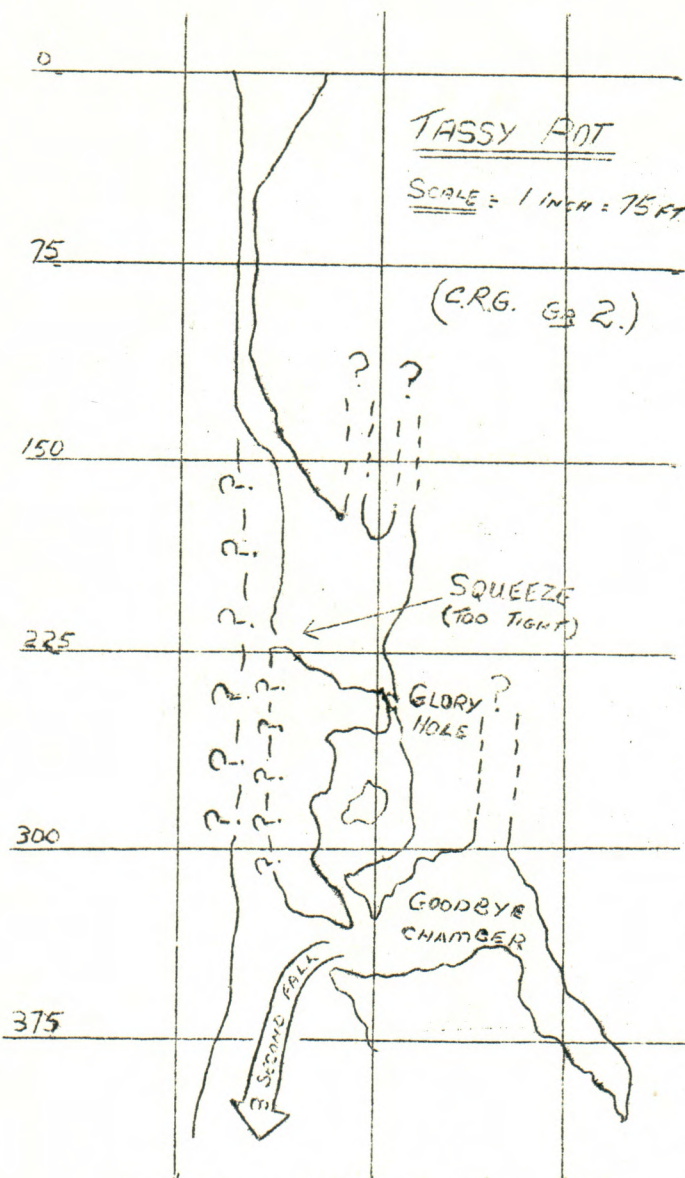 0
TASSY POT
SCALE = 1 INCH = 75 FT
75
(C.R.G. GR 2.)
? ?
150
? — ? — ? — ? — ? — ?
SQUEEZE
(TOO TIGHT)
225
? — ? — ? — ? — ?
GLORY ?
HOLE
300
GOODBYE
CHAMBER
3 SECOND FALL
375